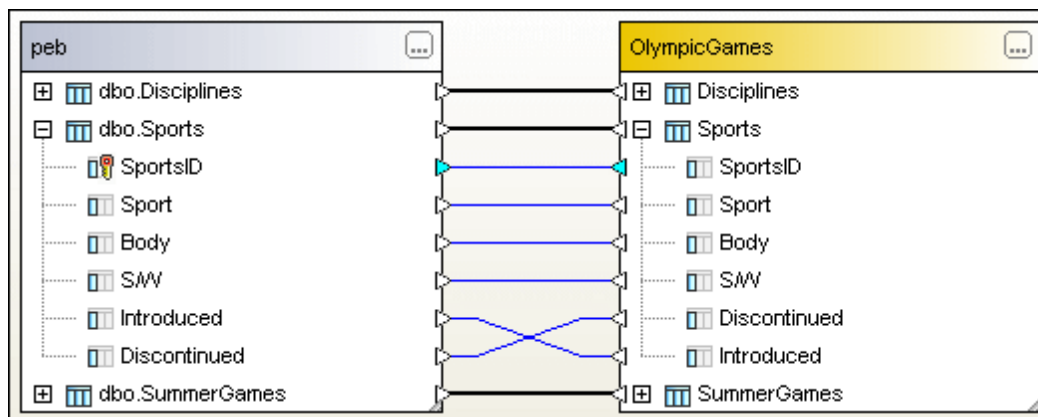 peb
...
dbo.Disciplines
dbo.Sports
SportsID
Sport
Body
S/W
Introduced
Discontinued
dbo.SummerGames
OlympicGames
...
Disciplines
Sports
SportsID
Sport
Body
S/W
Discontinued
Introduced
SummerGames